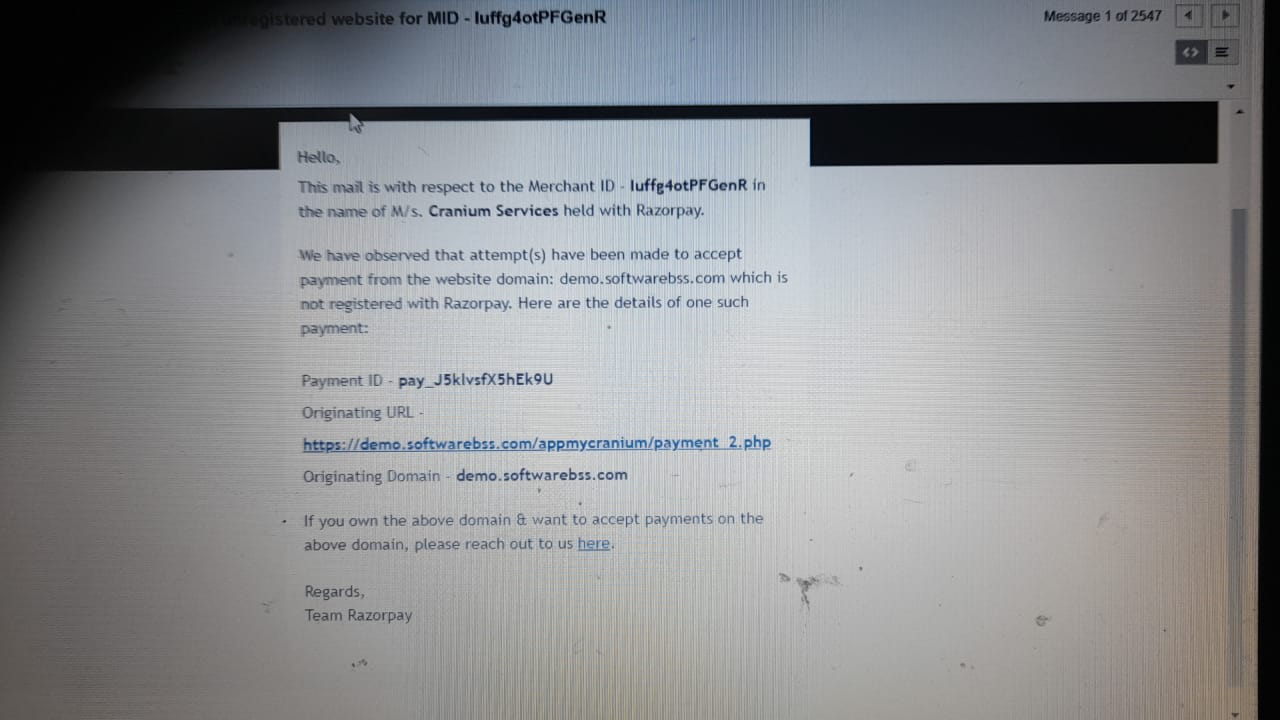 unregistered website for MID - Iuffg4otPFGenR
Message 1 of 2547
Hello,
This mail is with respect to the Merchant ID - Iuffg4otPFGenR in
the name of M/s. Cranium Services held with Razorpay.
We have observed that attempt(s) have been made to accept
payment from the website domain: demo.softwarebss.com which is
not registered with Razorpay. Here are the details of one such
payment:
Payment ID - pay_J5klvsfX5hEk9U
Originating URL -
https://demo.softwarebss.com/appmycranium/payment_2.php
Originating Domain - demo.softwarebss.com
If you own the above domain & want to accept payments on the
above domain, please reach out to us here.
Regards,
Team Razorpay